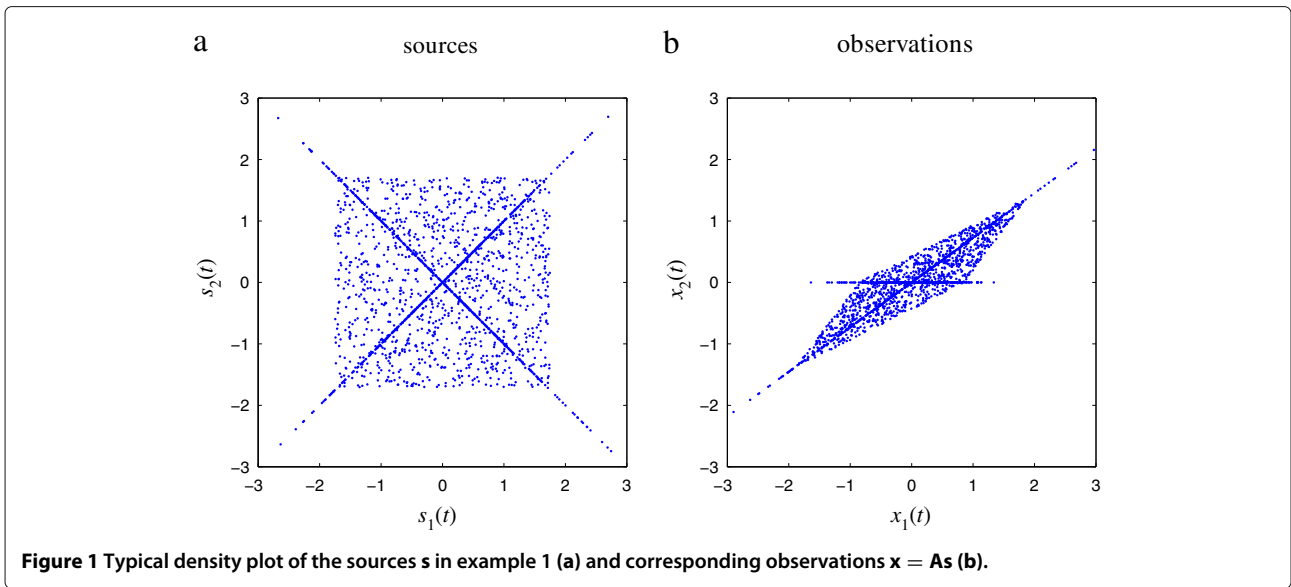 a
sources
3
2
1
0
−1
−2
−3
−3 −2 −1 0 1 2 3
s2(t)
s1(t)
b
observations
3
2
1
0
−1
−2
−3
−3 −2 −1 0 1 2 3
x2(t)
x1(t)
Figure 1 Typical density plot of the sources s in example 1 (a) and corresponding observations x = As (b).